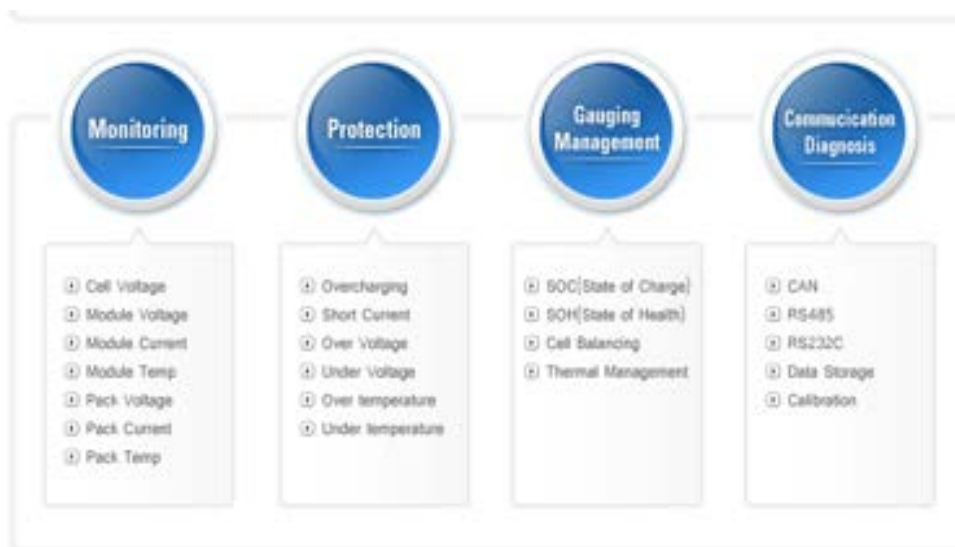 Monitoring
Cell Voltage
Module Voltage
Module Current
Module Temp
Pack Voltage
Pack Current
Pack Temp
Protection
Overcharging
Short Current
Over Voltage
Under Voltage
Over temperature
Under temperature
Gauging
Management
SOC(State of Charge)
SOH(State of Health)
Cell Balancing
Thermal Management
Commucication
Diagnosis
CAN
RS485
RS232C
Data Storage
Calibration